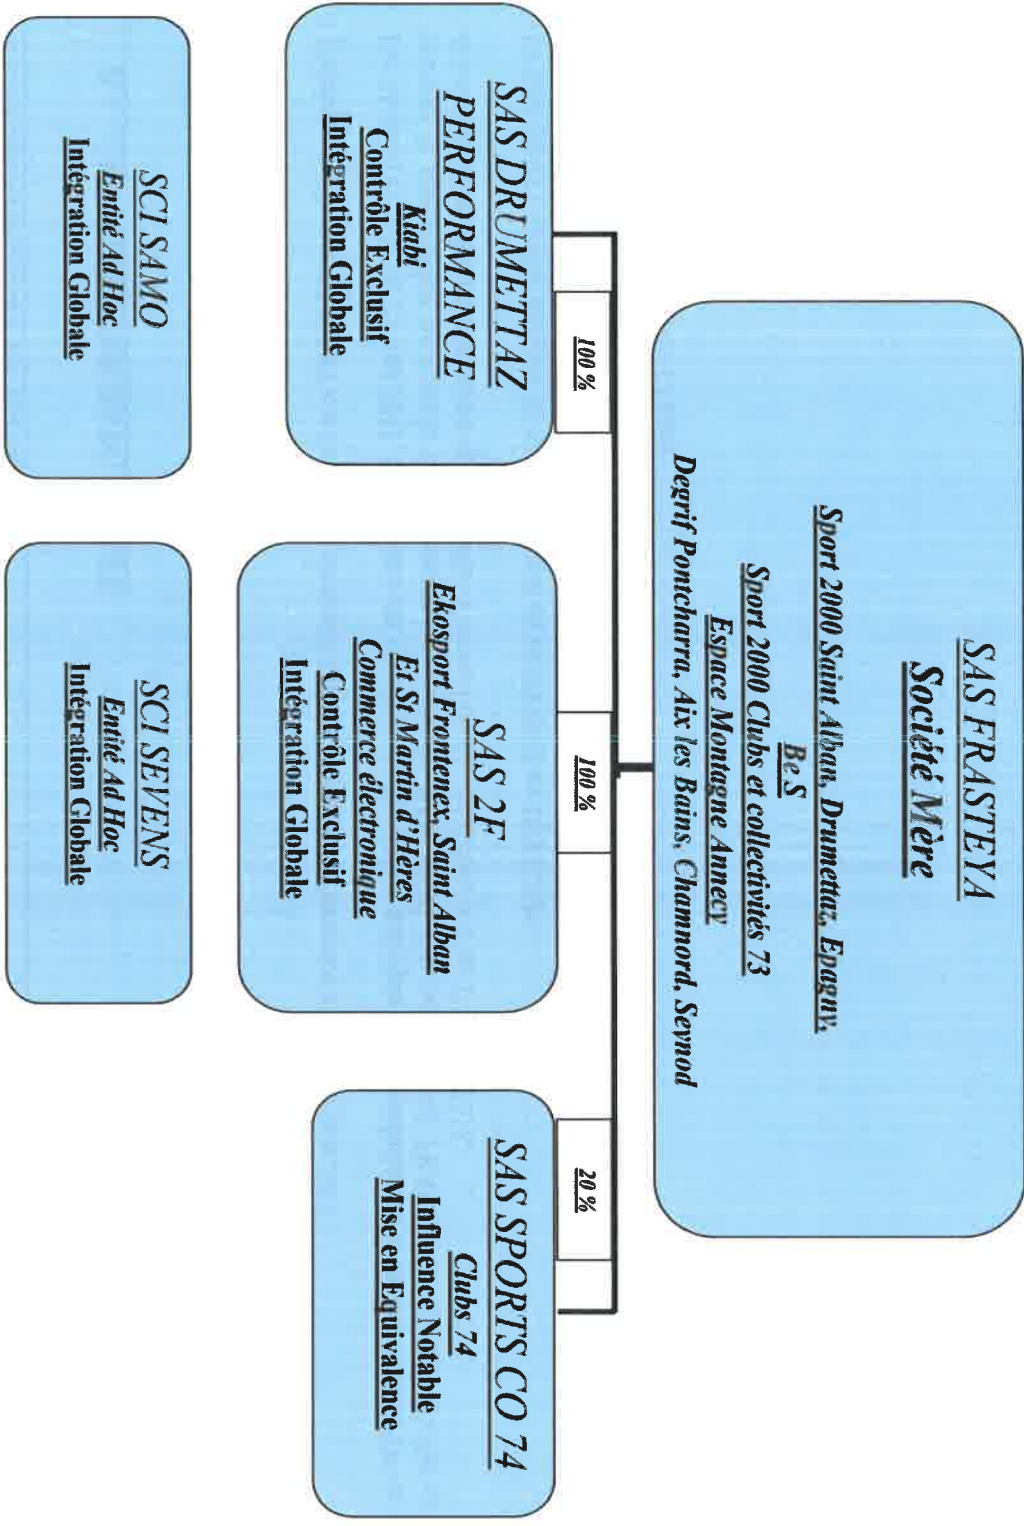 SAS FRASTEYA
Société Mère
Sport 2000 Saint Alban, Drumettaz, Epagny,
Be.S
Sport 2000 Clubs et collectivités 73
Espace Montagne Annecy
Degrif Pontcharra, Aix les Bains, Chamnord, Seynod
100 %
100 %
20 %
SAS DRUMETTAZ
PERFORMANCE
Kiabi
Contrôle Exclusif
Intégration Globale
SAS 2F
Ekosport Frontenex, Saint Alban
Et St Martin d'Hères
Commerce électronique
Contrôle Exclusif
Intégration Globale
SAS SPORTS CO 74
Clubs 74
Influence Notable
Mise en Equivalence
SCI SAMO
Entité Ad Hoc
Intégration Globale
SCI SEVENS
Entité Ad Hoc
Intégration Globale